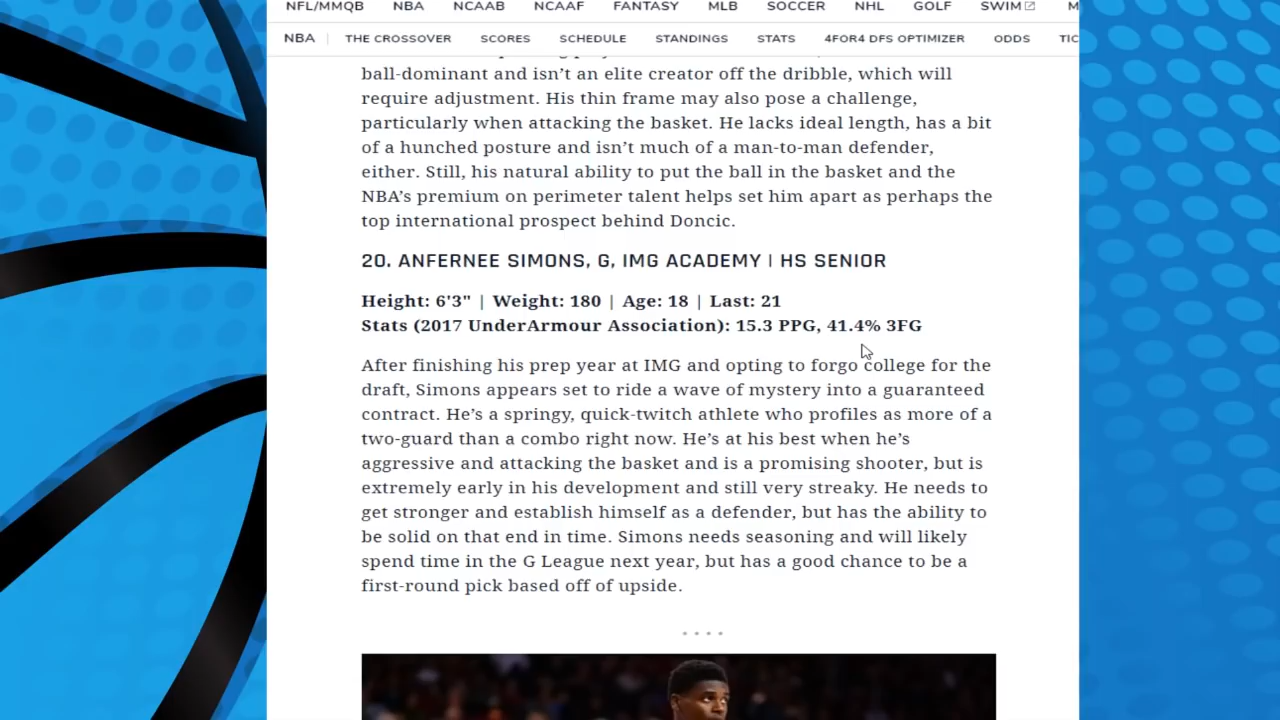 NFL/MMQB NBA NCAAB NCAAF FANTASY MLB SOCCER NHL GOLF SWIM M
NBA THE CROSSOVER SCORES SCHEDULE STANDINGS STATS 4FOR4 DFS OPTIMIZER ODDS TIC
ball-dominant and isn't an elite creator off the dribble, which will
require adjustment. His thin frame may also pose a challenge,
particularly when attacking the basket. He lacks ideal length, has a bit
of a hunched posture and isn't much of a man-to-man defender,
either. Still, his natural ability to put the ball in the basket and the
NBA's premium on perimeter talent helps set him apart as perhaps the
top international prospect behind Doncic.
20. ANFERNEE SIMONS, G, IMG ACADEMY | HS SENIOR
Height: 6'3" | Weight: 180 | Age: 18 | Last: 21
Stats (2017 UnderArmour Association): 15.3 PPG, 41.4% 3FG
After finishing his prep year at IMG and opting to forgo college for the
draft, Simons appears set to ride a wave of mystery into a guaranteed
contract. He's a springy, quick-twitch athlete who profiles as more of a
two-guard than a combo right now. He's at his best when he's
aggressive and attacking the basket and is a promising shooter, but is
extremely early in his development and still very streaky. He needs to
get stronger and establish himself as a defender, but has the ability to
be solid on that end in time. Simons needs seasoning and will likely
spend time in the G League next year, but has a good chance to be a
first-round pick based off of upside.